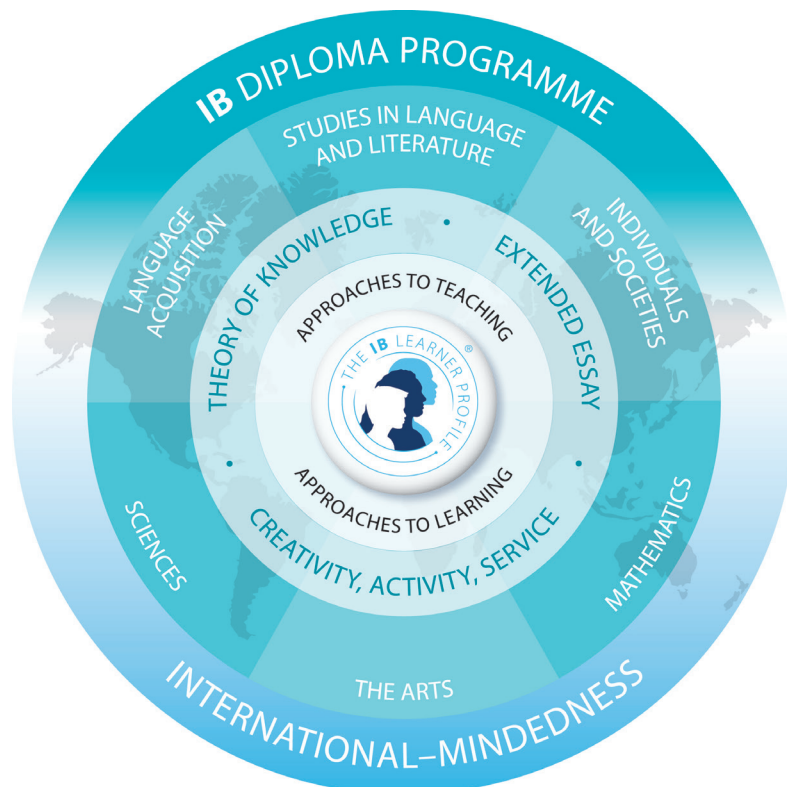 IB DIPLOMA PROGRAMME
STUDIES IN LANGUAGE
AND LITERATURE
LANGUAGE
ACQUISITION
INDIVIDUALS
AND SOCIETIES
THEORY OF KNOWLEDGE
•
EXTENDED ESSAY
APPROACHES TO TEACHING
THE IB LEARNER PROFILE®
APPROACHES TO LEARNING
•
•
CREATIVITY, ACTIVITY, SERVICE
SCIENCES
MATHEMATICS
THE ARTS
INTERNATIONAL–MINDEDNESS